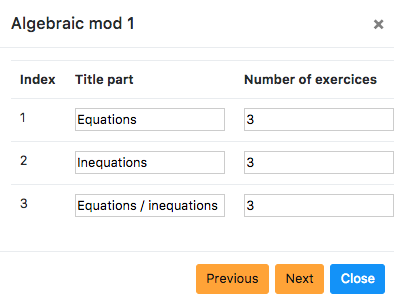 Algebraic mod 1 ×
Index Title part Number of exercices
1 Equations 3
2 Inequations 3
3 Equations / inequations 3
Previous Next Close